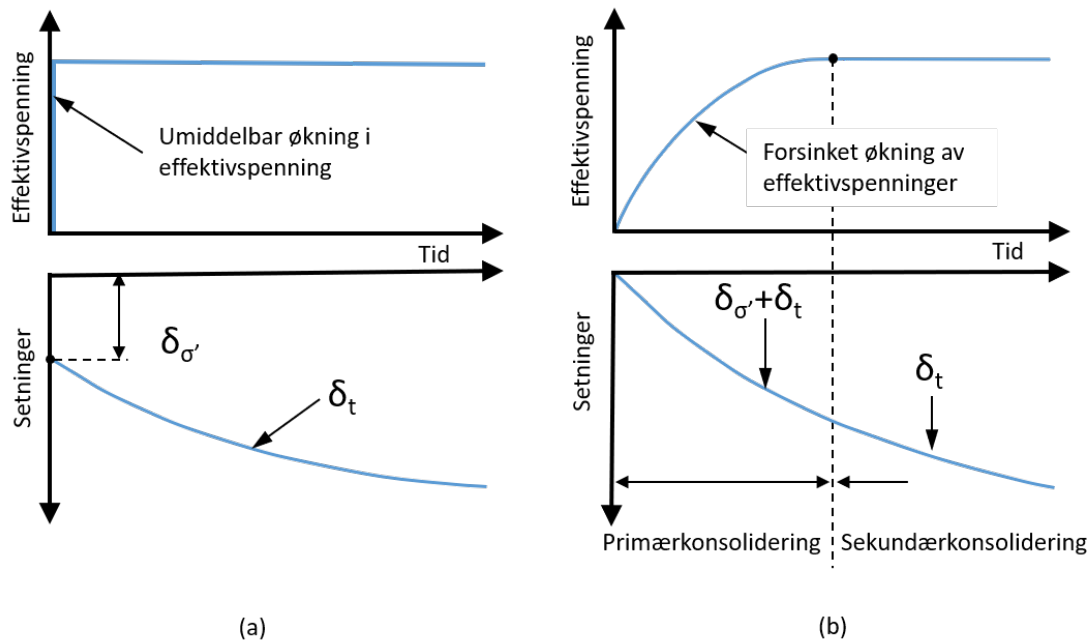 Effektivspenning
Umiddelbar økning i
effektivspenning
Tid
Setninger
δσ'
δt
(a)
Effektivspenning
Forsinket økning av
effektivspenninger
Tid
Setninger
δσ'+δt
δt
Primærkonsolidering
Sekundærkonsolidering
(b)